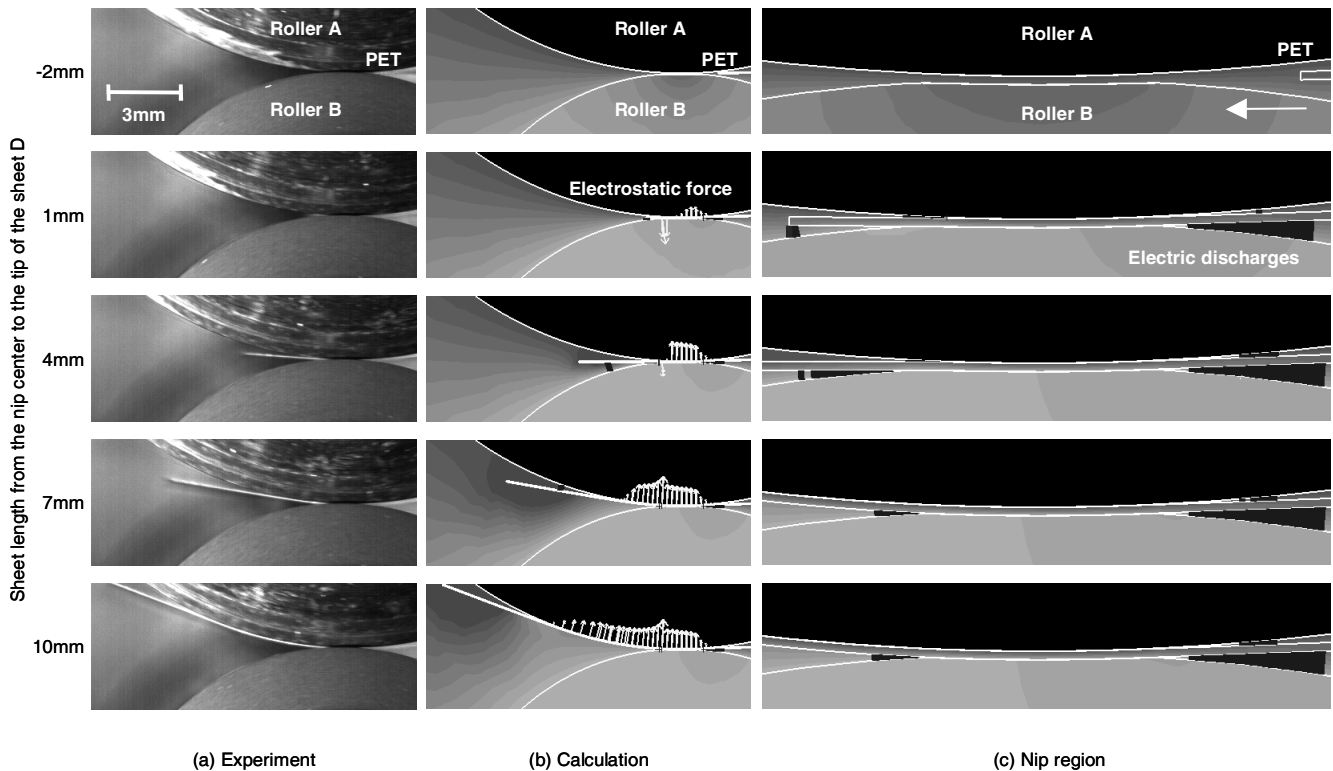 Sheet length from the nip center to the tip of the sheet D
-2mm
Roller A
PET
3mm
Roller B
Roller A
PET
Roller B
Roller A
PET
Roller B
1mm
Electrostatic force
Electric discharges
4mm
7mm
10mm
(a) Experiment
(b) Calculation
(c) Nip region